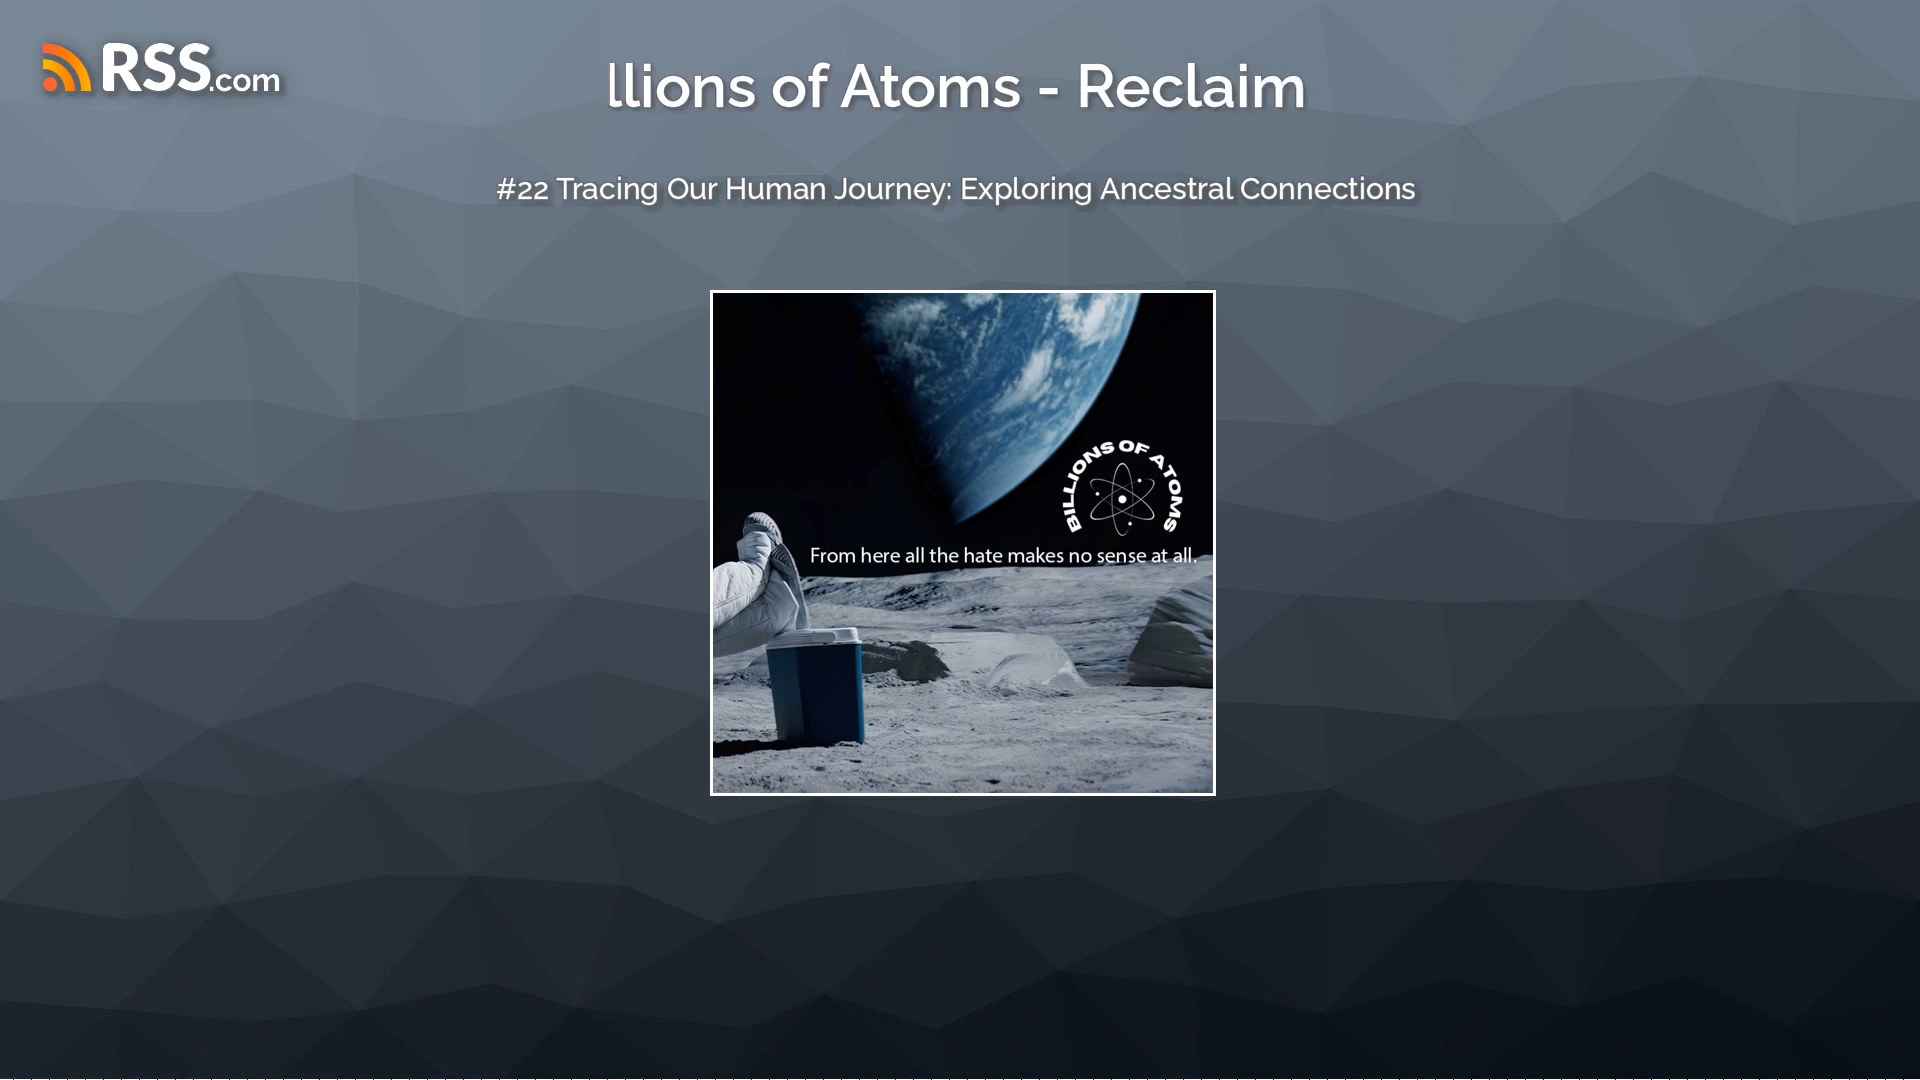 RSS.com
llions of Atoms - Reclaim
#22 Tracing Our Human Journey: Exploring Ancestral Connections
BILLIONS OF ATOMS
From here all the hate makes no sense at all.